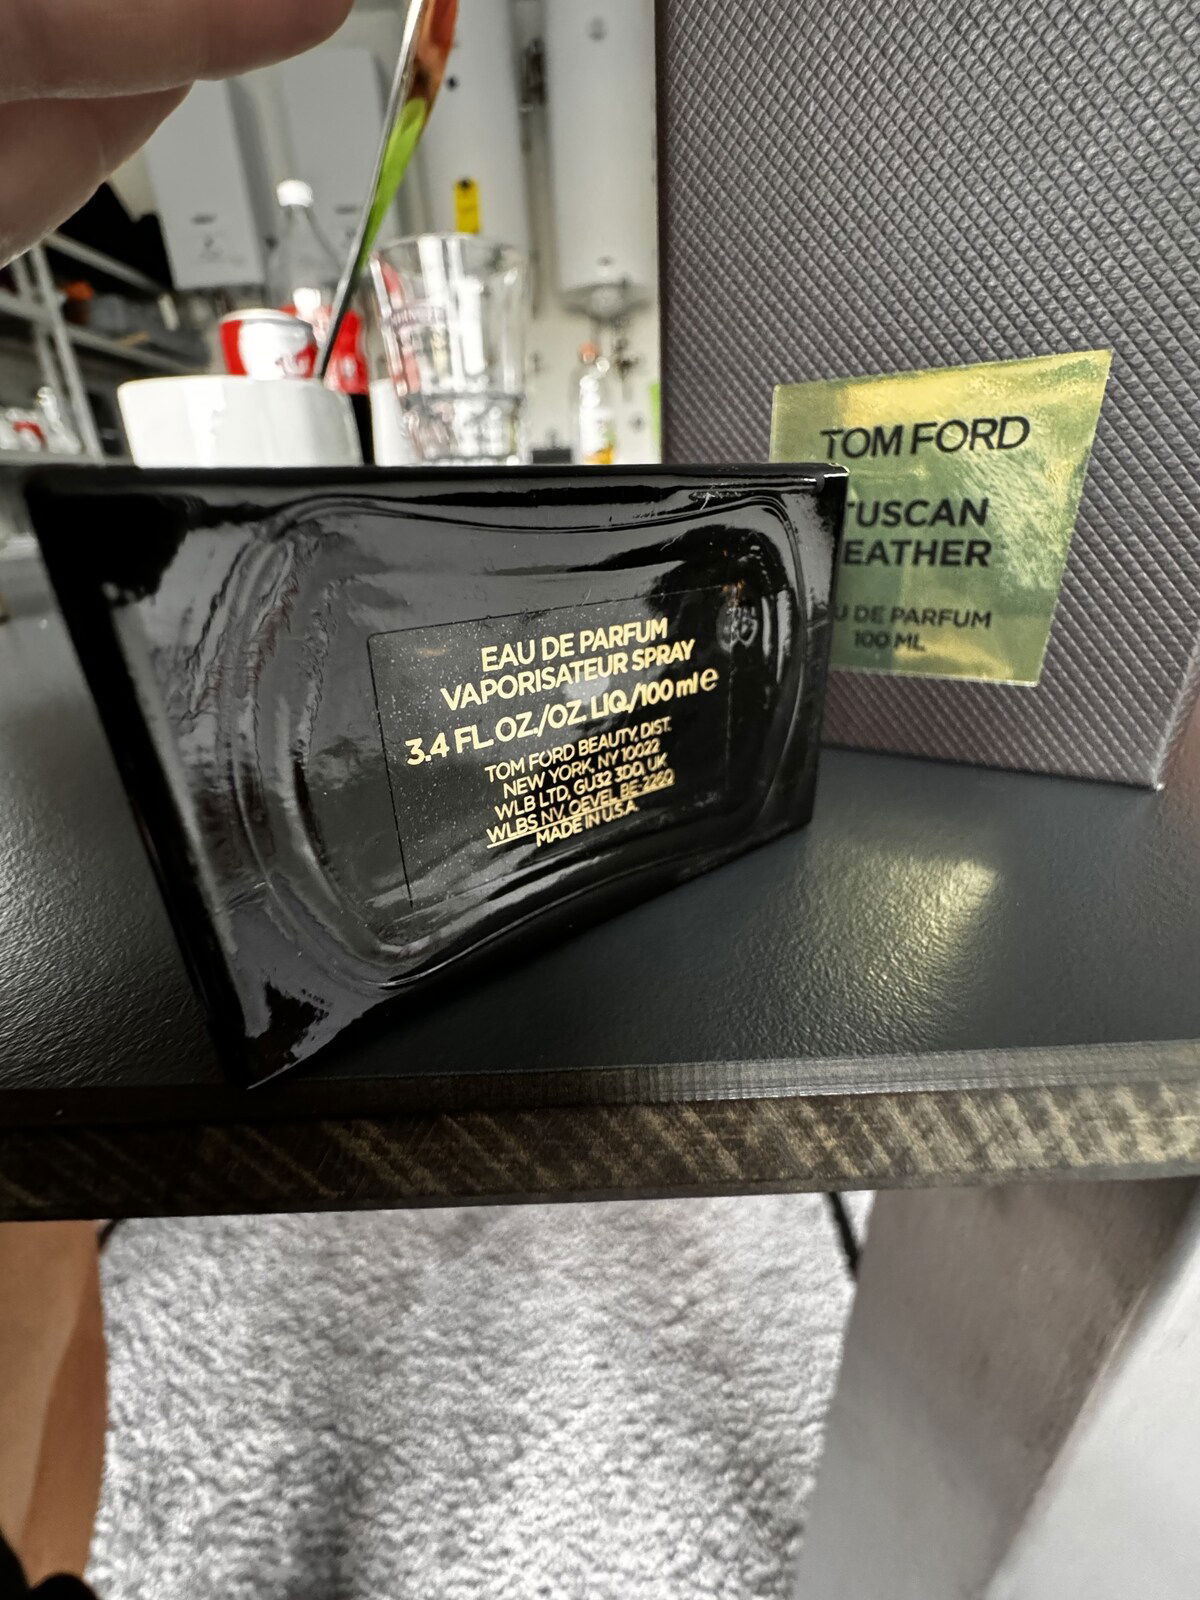 EAU DE PARFUM
VAPORISATEUR SPRAY
3.4 FL.OZ./OZ. LIQ./100 ml e
TOM FORD BEAUTY, DIST.
NEW YORK, NY 10022
WLB LTD, GU32 3DD, UK
WLBS NV, OEVEL BE-2260
MADE IN U.S.A.
TOM FORD
TUSCAN
EATHER
U DE PARFUM
100 ML